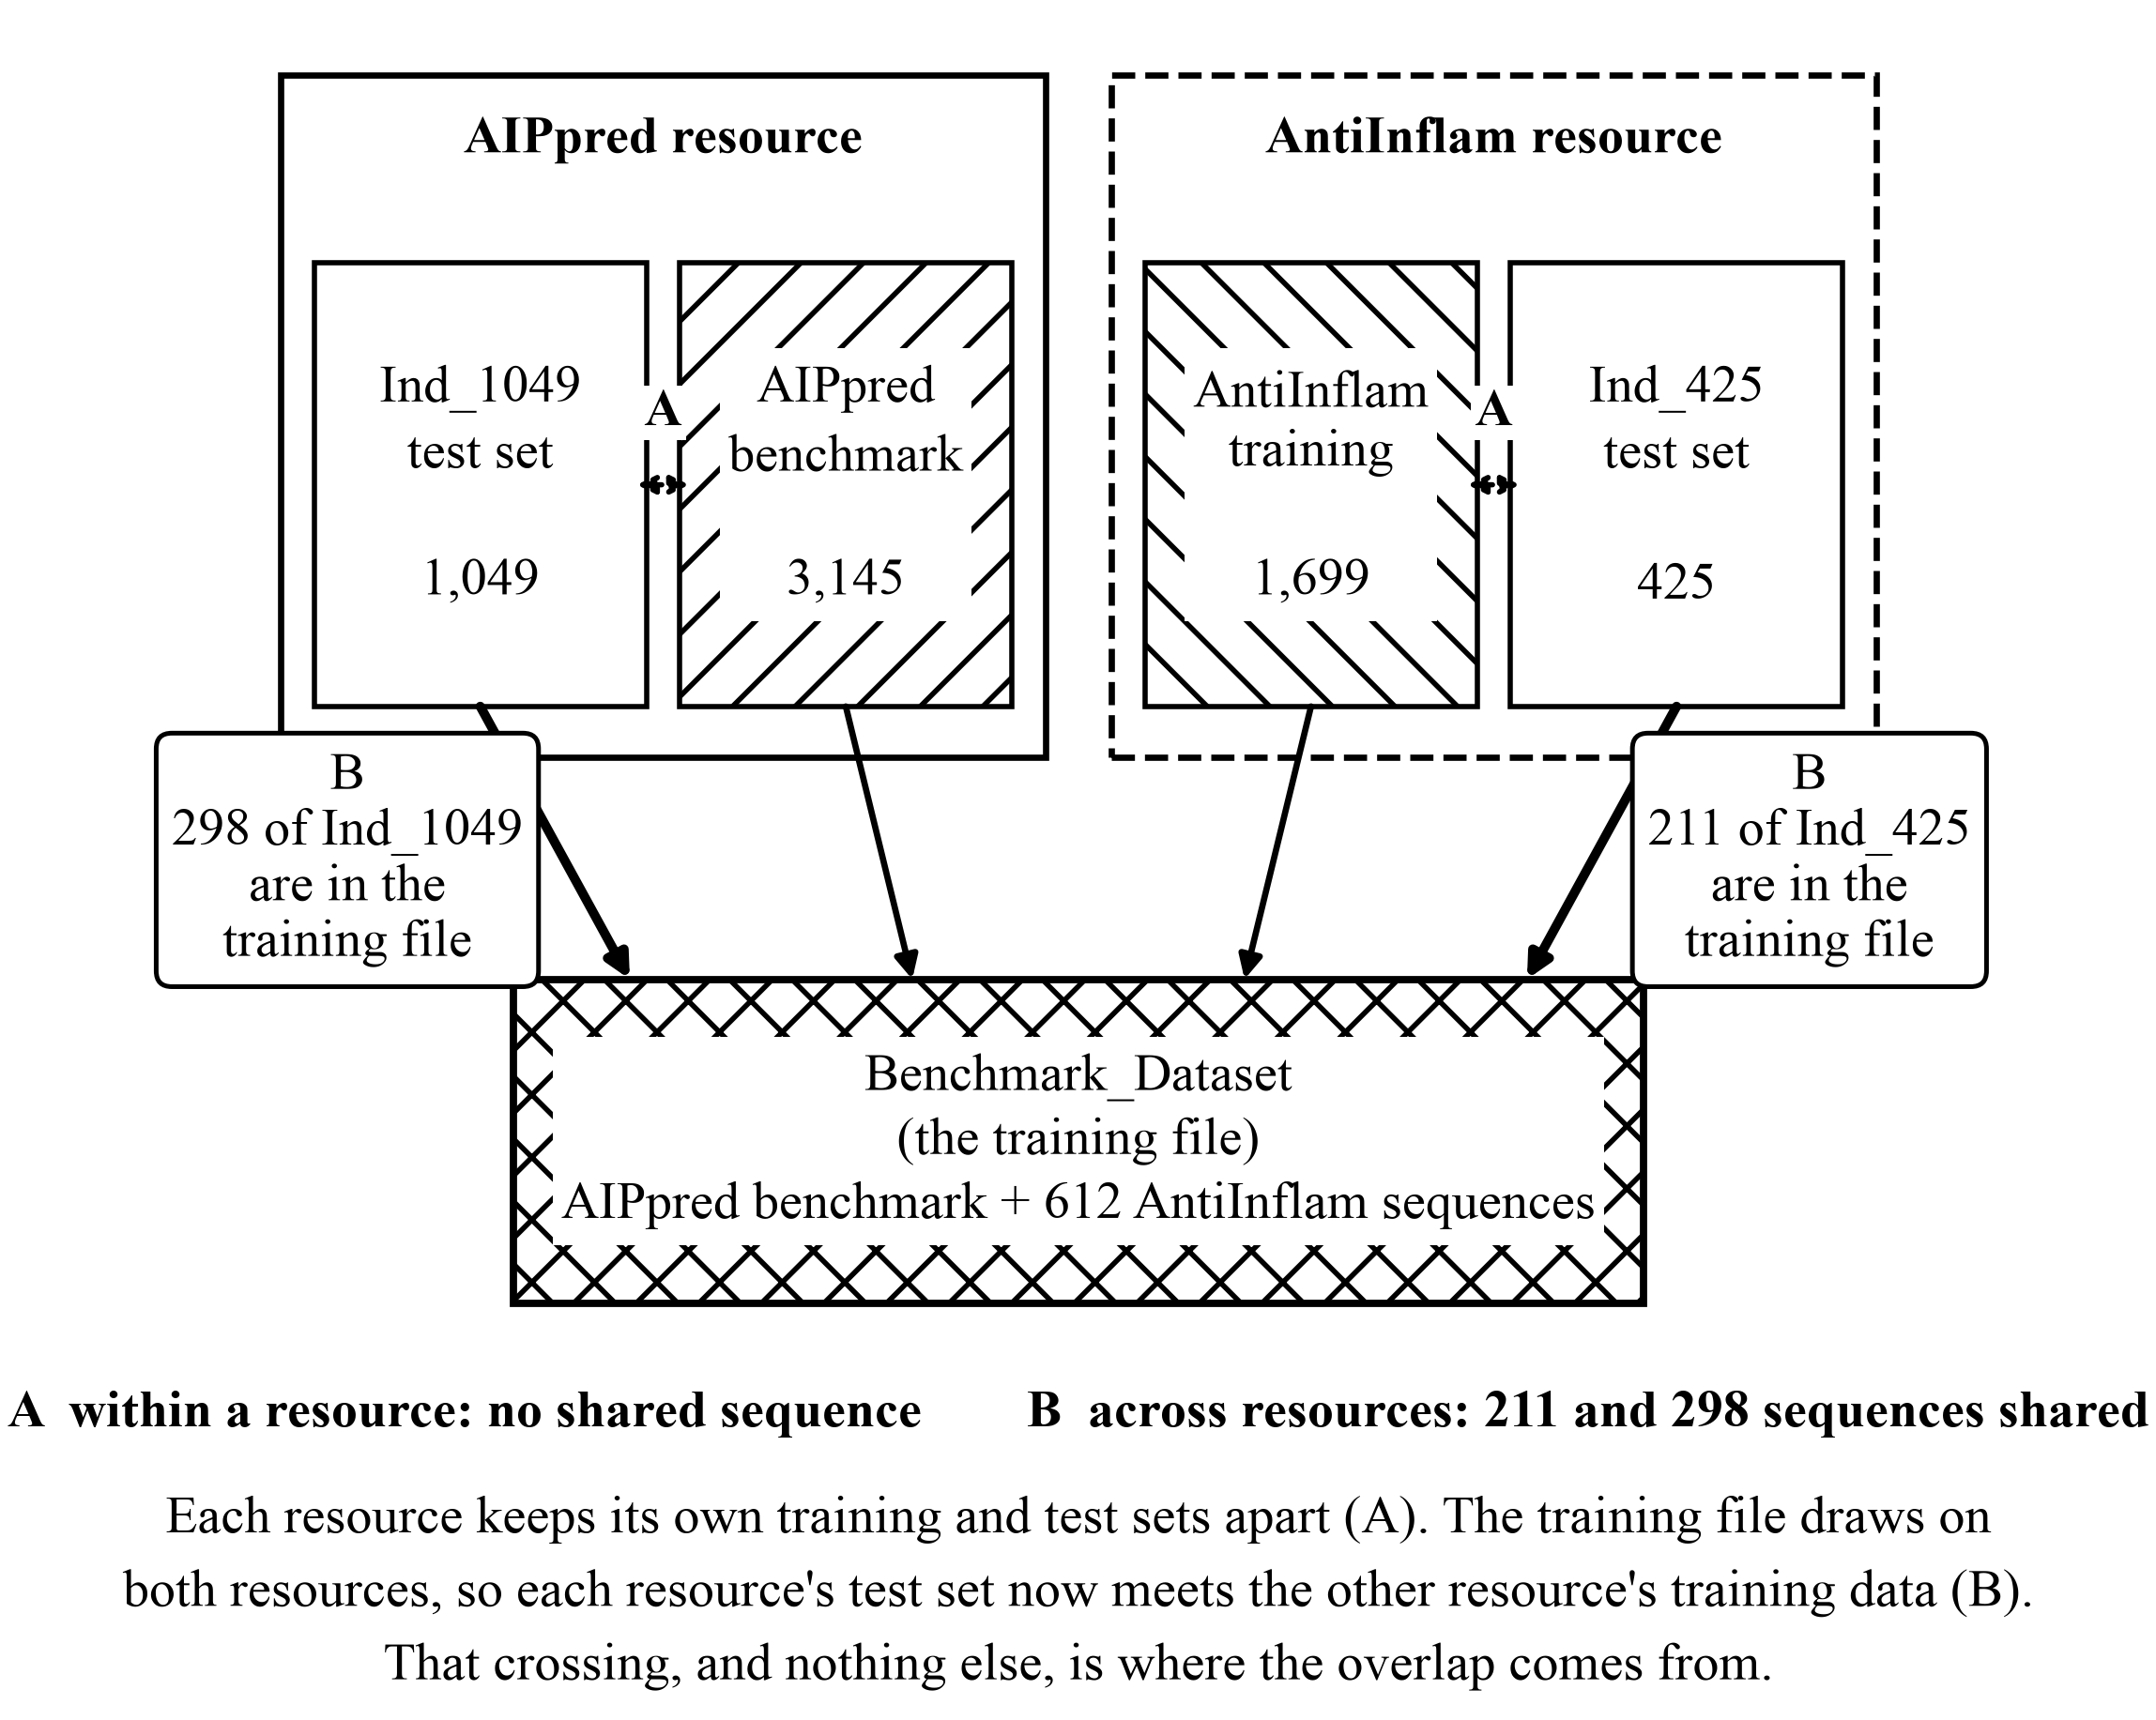 AIPpred resource
AntiInflam resource
Ind_1049
test set
1,049
A
AIPpred
benchmark
3,145
AntiInflam
training
1,699
A
Ind_425
test set
425
B
298 of Ind_1049
are in the
training file
B
211 of Ind_425
are in the
training file
Benchmark_Dataset
(the training file)
AIPpred benchmark + 612 AntiInflam sequences
A within a resource: no shared sequence
B across resources: 211 and 298 sequences shared
Each resource keeps its own training and test sets apart (A). The training file draws on
both resources, so each resource's test set now meets the other resource's training data (B).
That crossing, and nothing else, is where the overlap comes from.